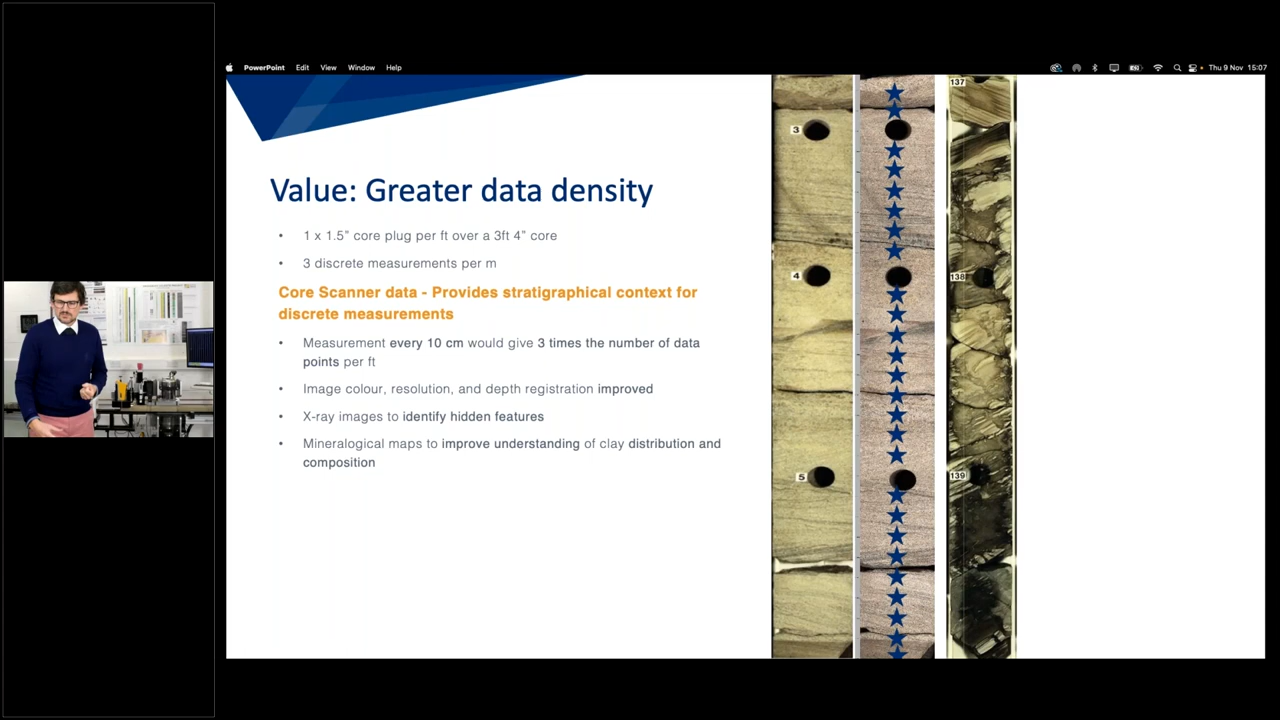 PowerPoint Edit View Window Help
Thu 9 Nov 15:07
Value: Greater data density
• 1 x 1.5” core plug per ft over a 3ft 4” core
• 3 discrete measurements per m
Core Scanner data - Provides stratigraphical context for
discrete measurements
• Measurement every 10 cm would give 3 times the number of data
points per ft
• Image colour, resolution, and depth registration improved
• X-ray images to identify hidden features
• Mineralogical maps to improve understanding of clay distribution and
composition
3
4
5
137
138
139